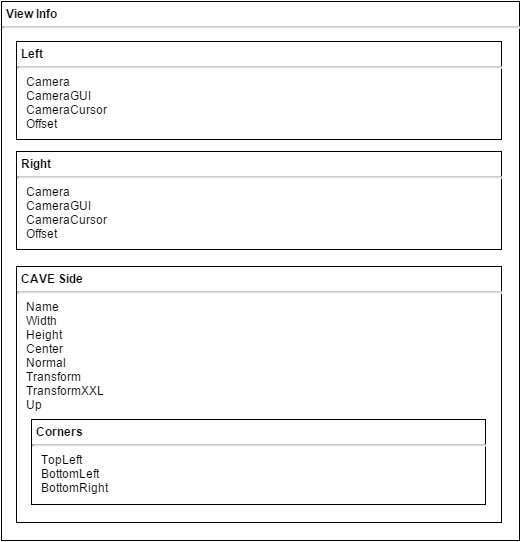 View Info
Left
Camera
CameraGUI
CameraCursor
Offset
Right
Camera
CameraGUI
CameraCursor
Offset
CAVE Side
Name
Width
Height
Center
Normal
Transform
TransformXXL
Up
Corners
TopLeft
BottomLeft
BottomRight